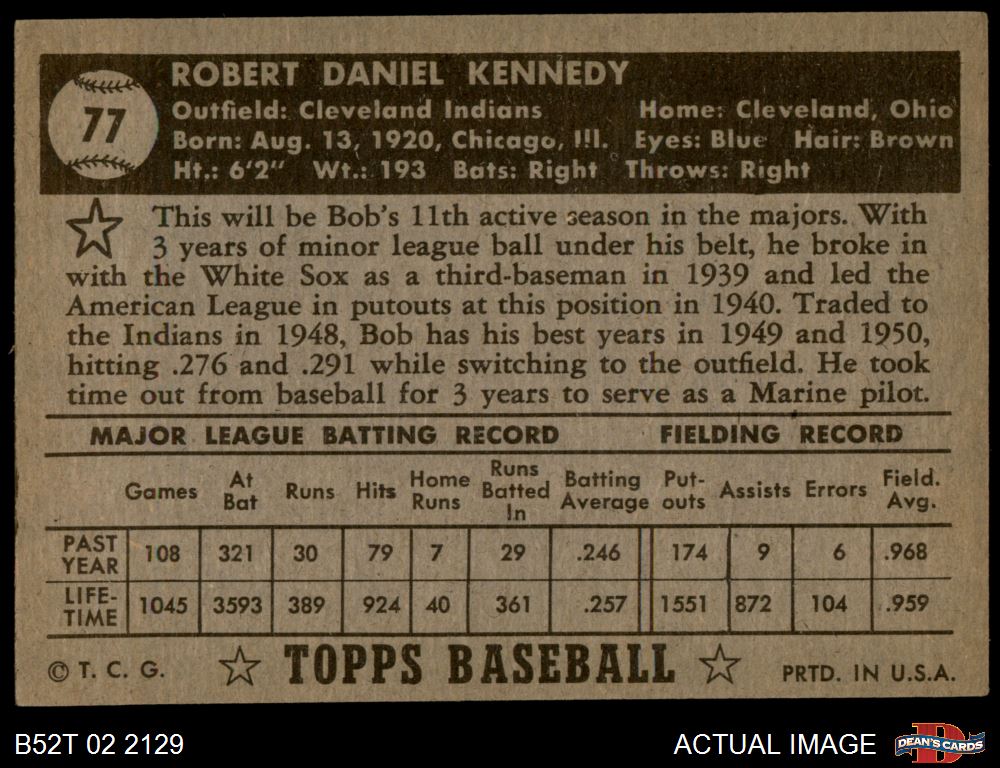 77
ROBERT DANIEL KENNEDY
Outfield: Cleveland Indians Home: Cleveland, Ohio
Born: Aug. 13, 1920, Chicago, Ill. Eyes: Blue Hair: Brown
Ht.: 6'2" Wt.: 193 Bats: Right Throws: Right
This will be Bob's 11th active season in the majors. With
3 years of minor league ball under his belt, he broke in
with the White Sox as a third-baseman in 1939 and led the
American League in putouts at this position in 1940. Traded to
the Indians in 1948, Bob has his best years in 1949 and 1950,
hitting .276 and .291 while switching to the outfield. He took
time out from baseball for 3 years to serve as a Marine pilot.
MAJOR LEAGUE BATTING RECORD FIELDING RECORD
Games At Bat Runs Hits Home Runs Runs Batted In Batting Average Put-outs Assists Errors Field. Avg.
PAST YEAR 108 321 30 79 7 29 .246 174 9 6 .968
LIFE-TIME 1045 3593 389 924 40 361 .257 1551 872 104 .959
© T. C. G. TOPPS BASEBALL PRTD. IN U.S.A.
B52T 02 2129 ACTUAL IMAGE DEAN'S CARDS